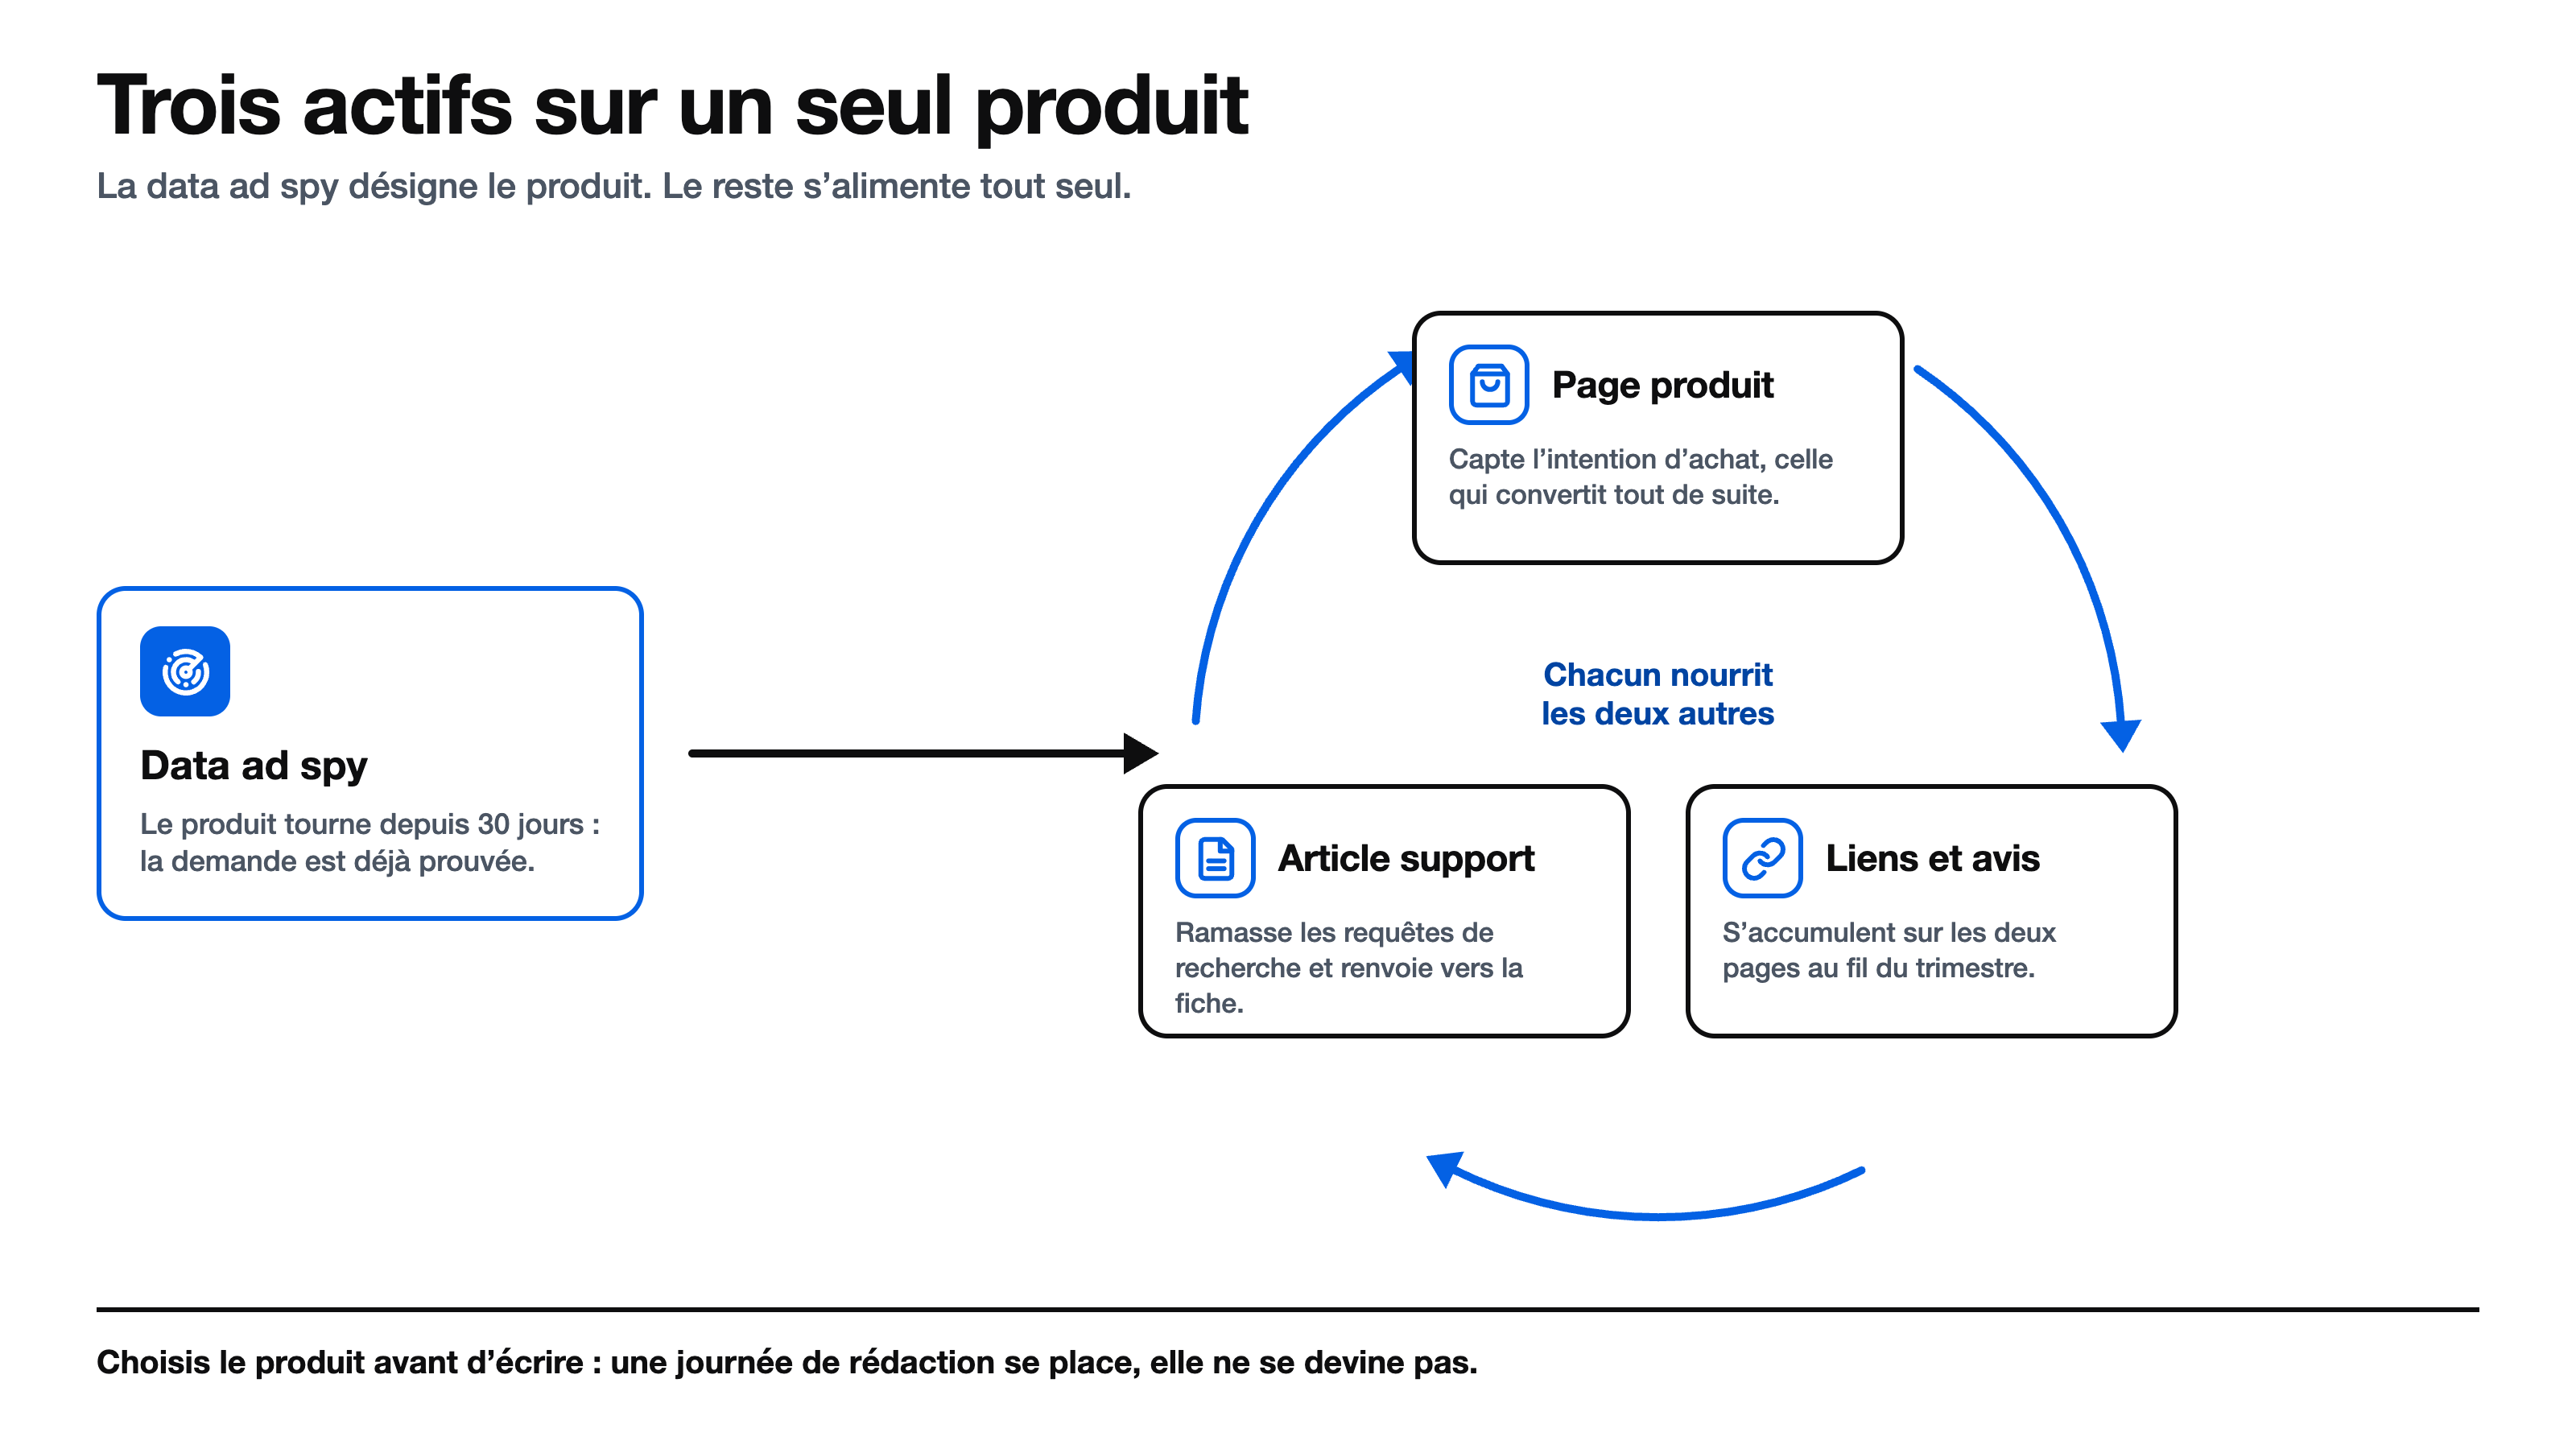 Trois actifs sur un seul produit
La data ad spy désigne le produit. Le reste s’alimente tout seul.
Data ad spy
Le produit tourne depuis 30 jours :
la demande est déjà prouvée.
Page produit
Capte l’intention d’achat, celle
qui convertit tout de suite.
Chacun nourrit
les deux autres
Article support
Ramasse les requêtes de
recherche et renvoie vers la
fiche.
Liens et avis
S’accumulent sur les deux
pages au fil du trimestre.
Choisis le produit avant d’écrire : une journée de rédaction se place, elle ne se devine pas.